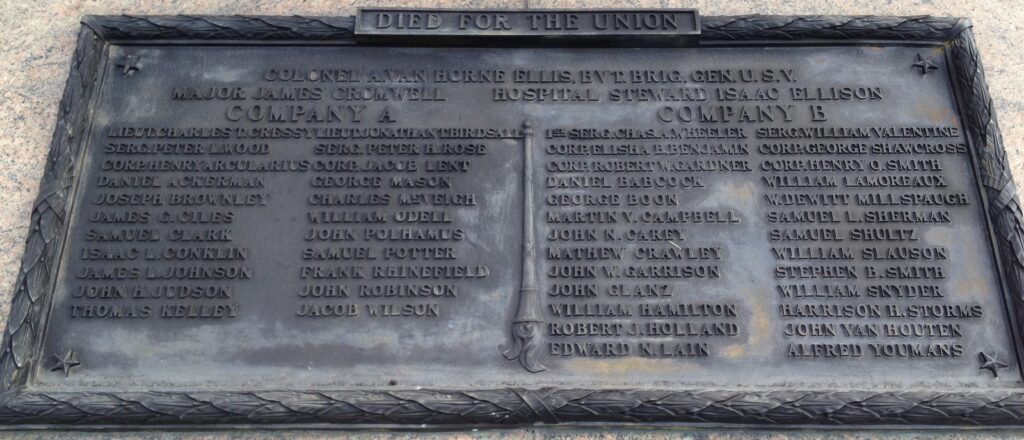 DIED FOR THE UNION
COLONEL A. VAN HORNE ELLIS, BVT. BRIG. GEN. U.S.V.
MAJOR JAMES CROMWELL HOSPITAL STEWARD ISAAC ELLISON
COMPANY A
LIEUT. CHARLES T. CRESSY LIEUT. JONATHAN T. BIRDSALL
SERG. PETER L. WOOD SERG. PETER H. ROSE
CORP. HENRY ARCULARIUS CORP. JACOB LENT
DANIEL ACKERMAN GEORGE MASON
JOSEPH BROWNLEY CHARLES McVEIGH
JAMES G. CILES WILLIAM ODELL
SAMUEL CLARK JOHN POLHAMUS
ISAAC L. CONKLIN SAMUEL POTTER
JAMES L. JOHNSON FRANK RHINEFIELD
JOHN H. JUDSON JOHN ROBINSON
THOMAS KELLEY JACOB WILSON
COMPANY B
1ST SERG. CHAS. A. WHEELER SERG. WILLIAM VALENTINE
CORP. ELISHA B. BENJAMIN CORP. GEORGE SHAWCROSS
CORP. ROBERT W. GARDNER CORP. HENRY O. SMITH
DANIEL BABCOCK WILLIAM LAMOREAUX
GEORGE BOON W. DEWITT MILLSPAUGH
MARTIN V. CAMPBELL SAMUEL L. SHERMAN
JOHN N. CAREY SAMUEL SHULTZ
MATHEW CRAWLEY WILLIAM SLAUSON
JOHN W. GARRISON STEPHEN B. SMITH
JOHN GLANZ WILLIAM SNYDER
WILLIAM HAMILTON HARRISON H. STORMS
ROBERT J. HOLLAND JOHN VAN HOUTEN
EDWARD N. LAIN ALFRED YOUMANS